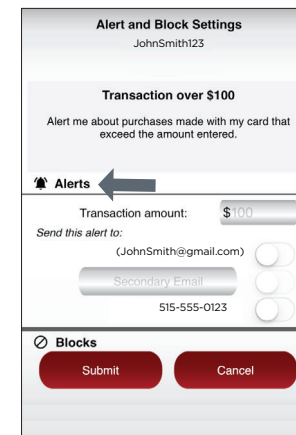 Alert and Block Settings
JohnSmith123
Transaction over $100
Alert me about purchases made with my card that
exceed the amount entered.
Alerts
Transaction amount: $100
Send this alert to:
(JohnSmith@gmail.com)
Secondary Email
515-555-0123
Blocks
Submit Cancel